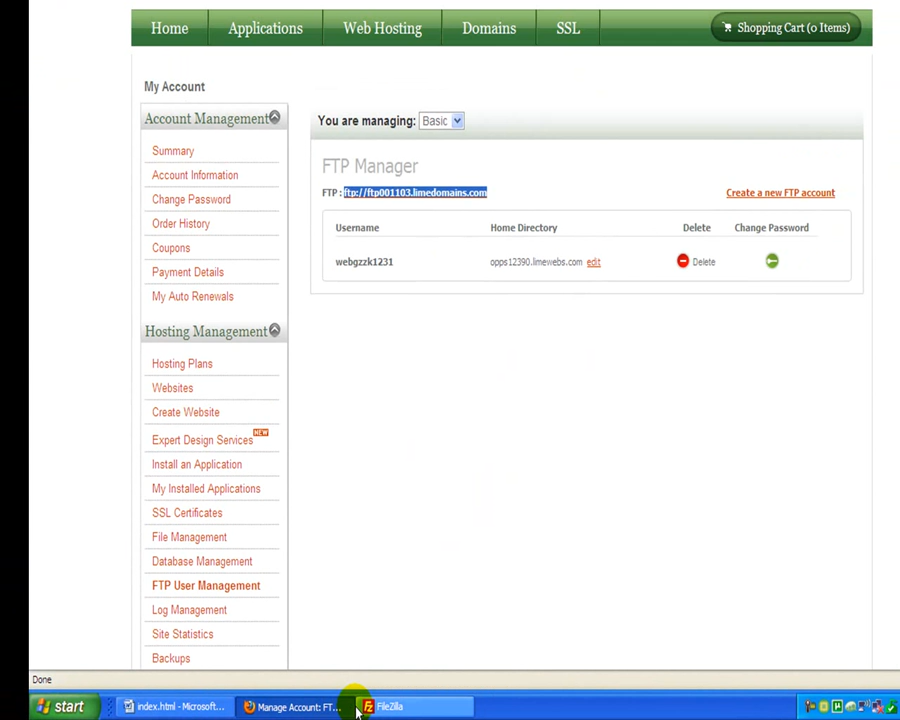 Home Applications Web Hosting Domains SSL Shopping Cart (0 Items)
My Account
Account Management
Summary
Account Information
Change Password
Order History
Coupons
Payment Details
My Auto Renewals
Hosting Management
Hosting Plans
Websites
Create Website
Expert Design Services NEW
Install an Application
My Installed Applications
SSL Certificates
File Management
Database Management
FTP User Management
Log Management
Site Statistics
Backups
You are managing: Basic
FTP Manager
FTP : ftp://ftp001103.limedomains.com Create a new FTP account
Username Home Directory Delete Change Password
webgzzk1231 opps12390.limewebs.com edit Delete
Done
start index.html - Microsoft... Manage Account: FT... Fz FileZilla